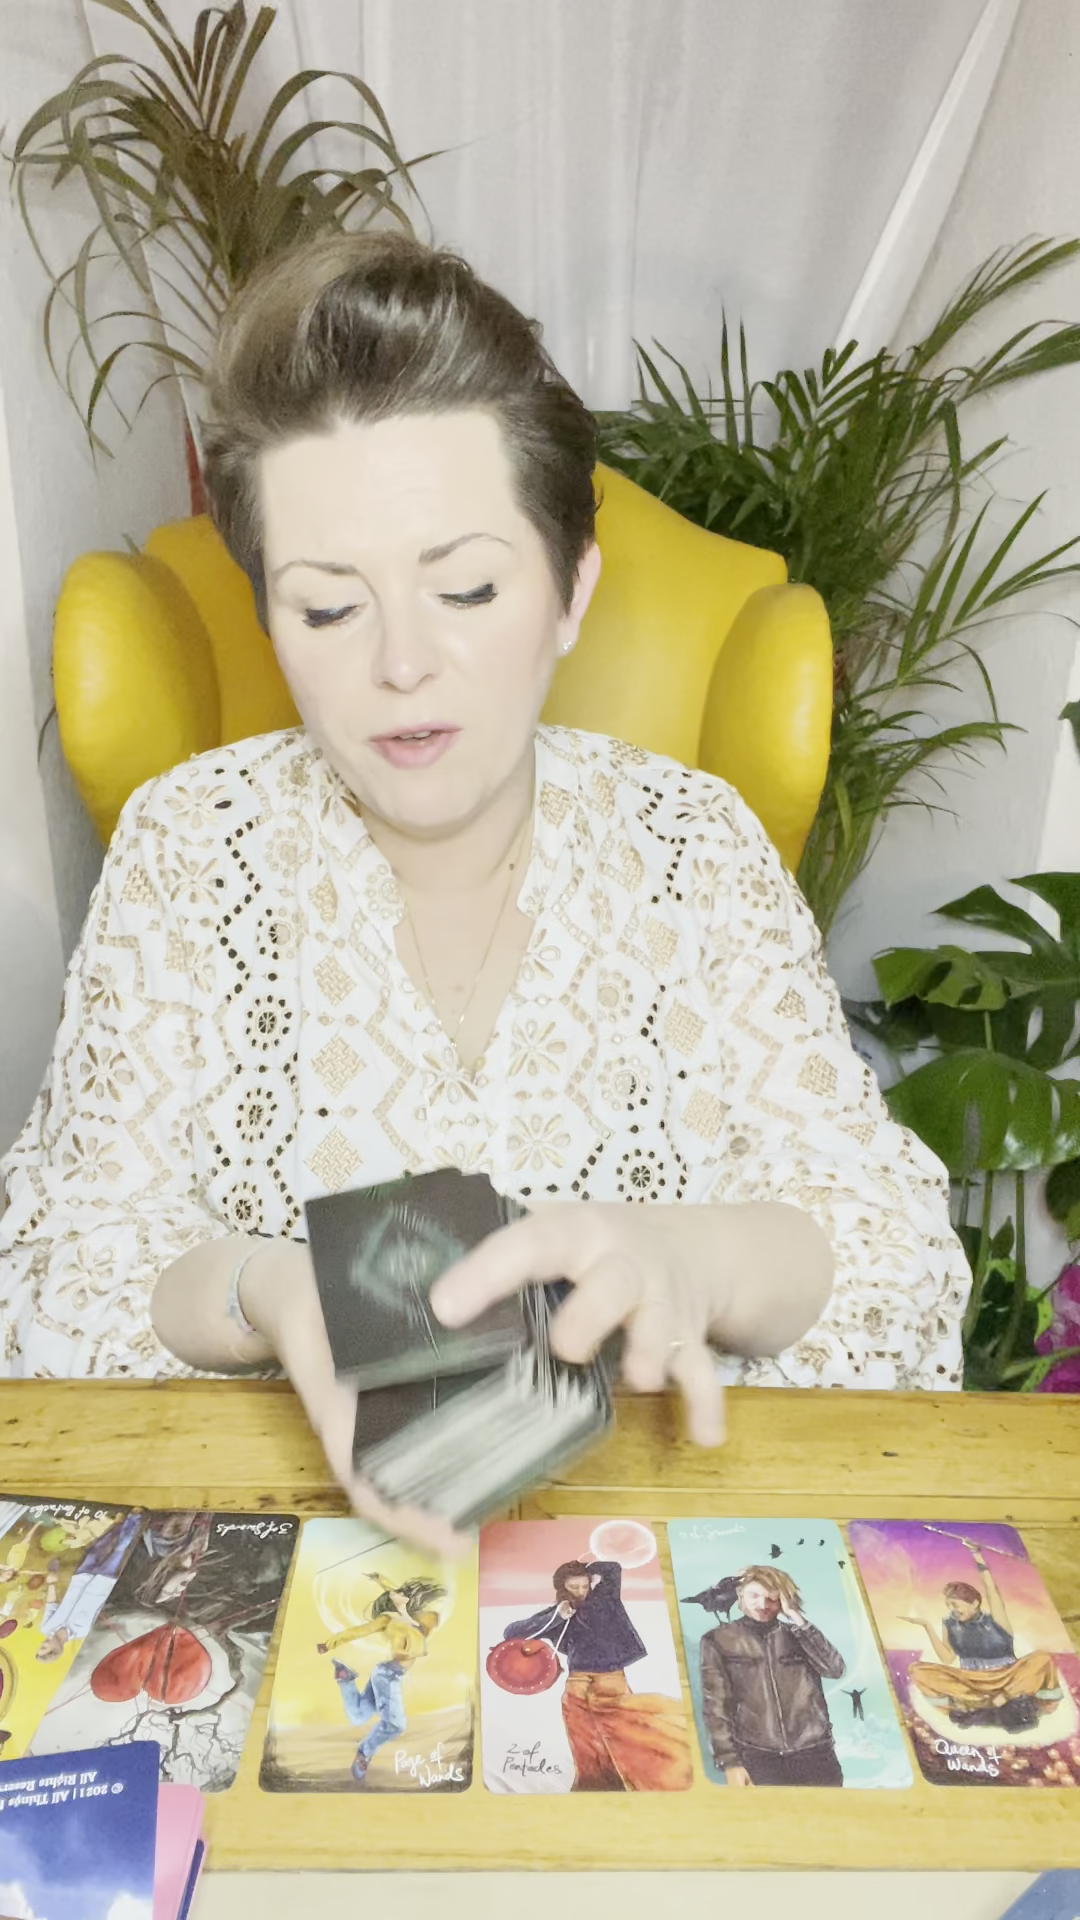 10 of Pentacles
3 of Swords
Page of
Wands
2 of
Pentacles
Queen of
Wands
© 2021 | All Things
All Rights Reser